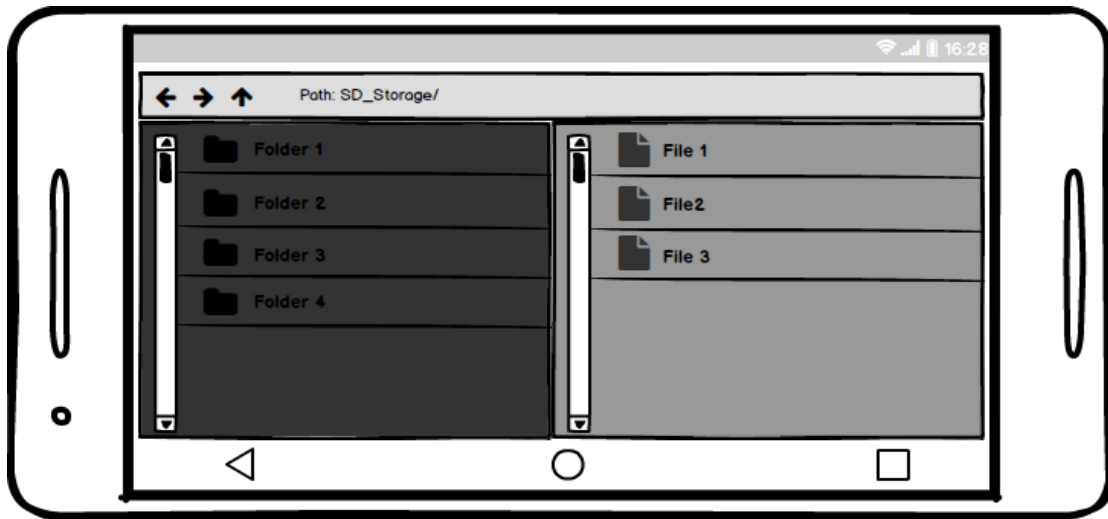 16:28
Path: SD_Storage/
Folder 1
Folder 2
Folder 3
Folder 4
File 1
File2
File 3